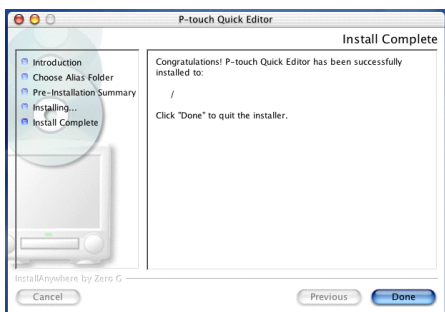 P-touch Quick Editor
Install Complete
Introduction
Choose Alias Folder
Pre-Installation Summary
Installing...
Install Complete
Congratulations! P-touch Quick Editor has been successfully
installed to:
/
Click "Done" to quit the installer.
InstallAnywhere by Zero G
Cancel
Previous
Done